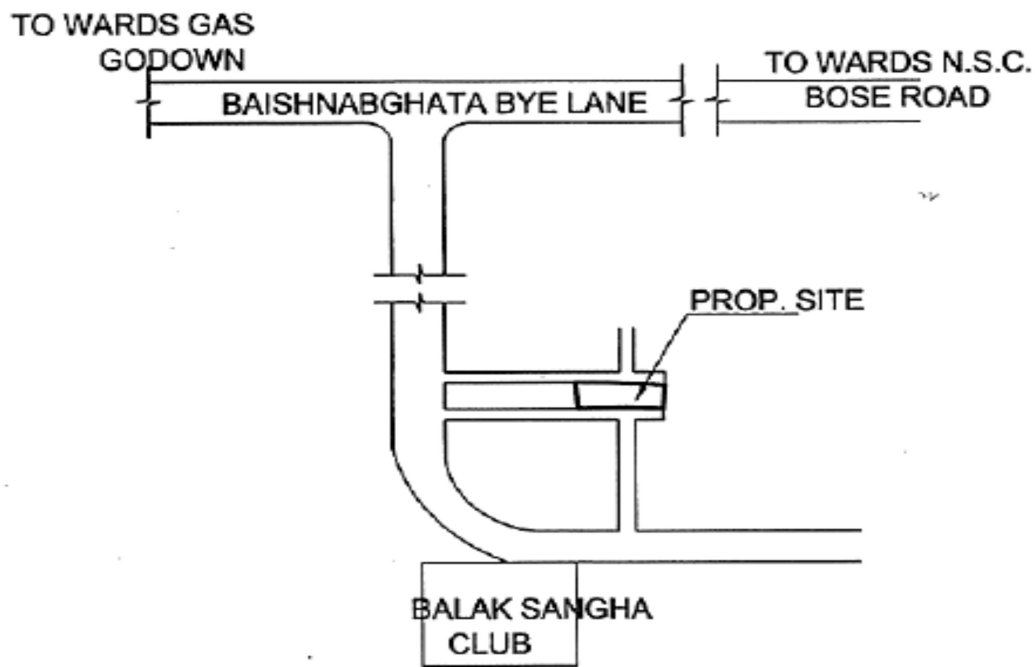 TO WARDS GAS
GODOWN
TO WARDS N.S.C.
BOSE ROAD
BAISHNABGHATA BYE LANE
PROP. SITE
BALAK SANGHA
CLUB